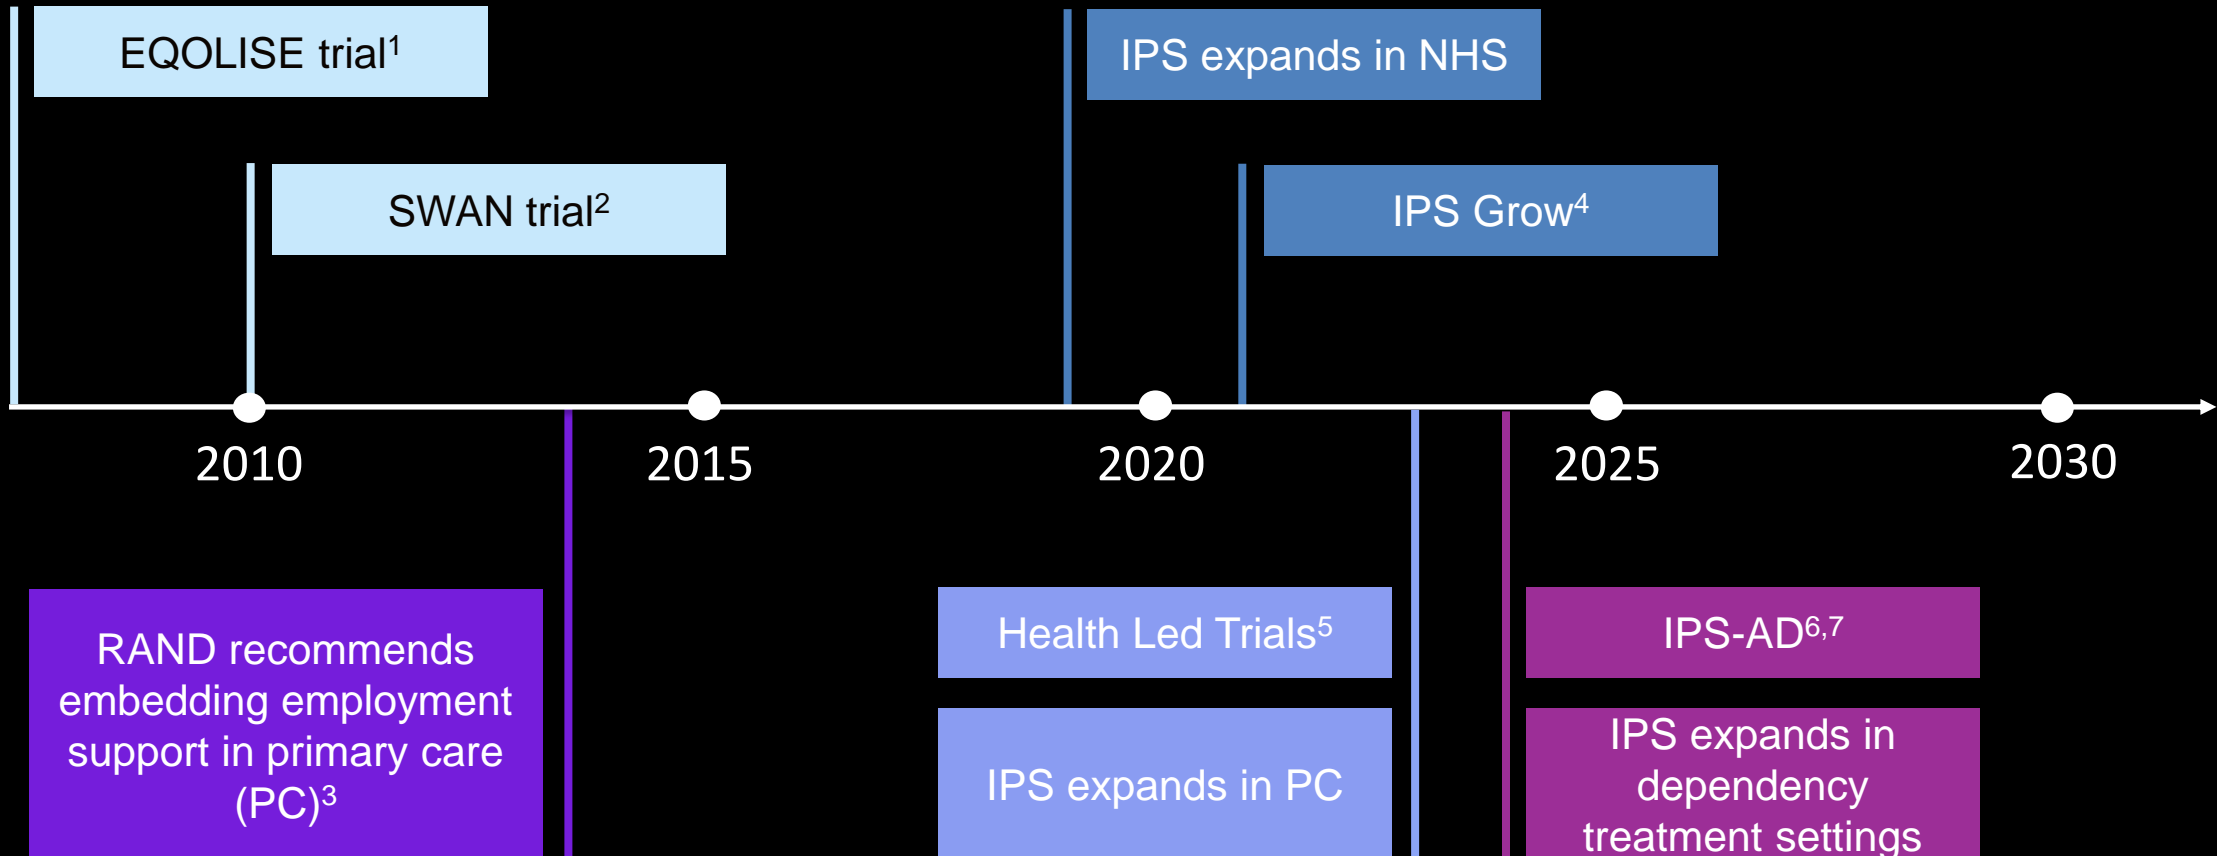 EQOLISE trial¹
IPS expands in NHS
SWAN trial²
IPS Grow⁴
2010
2015
2020
2025
2030
RAND recommends
embedding employment
support in primary care
(PC)³
Health Led Trials⁵
IPS expands in PC
IPS-AD⁶,⁷
IPS expands in
dependency
treatment settings